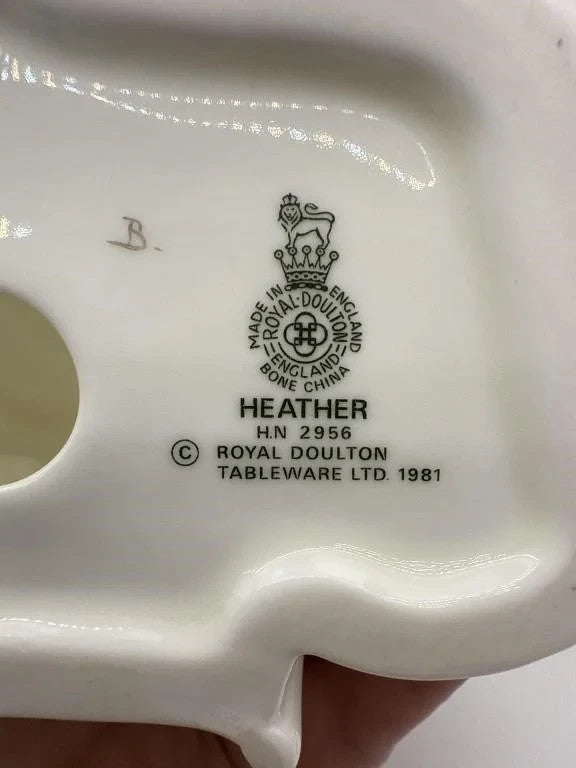 B.
MADE IN ENGLAND
ROYAL·DOULTON
ENGLAND
BONE CHINA
HEATHER
H.N 2956
© ROYAL DOULTON
TABLEWARE LTD. 1981